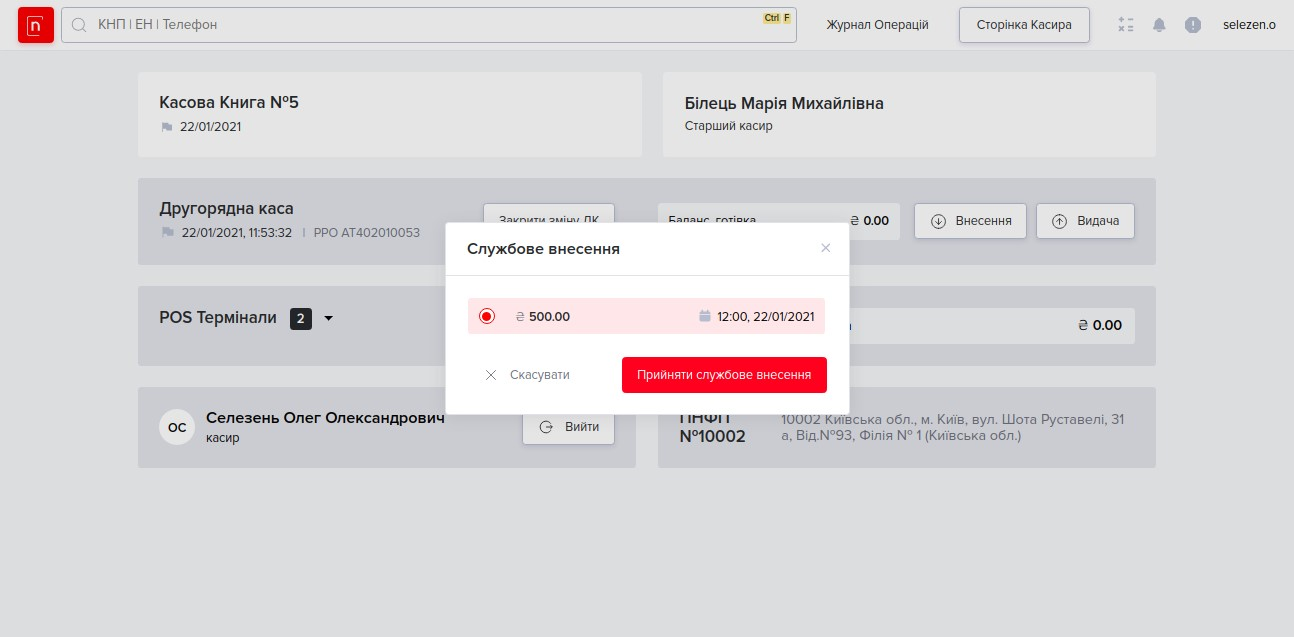 n
КНП | ЕН | Телефон
Ctrl F
Журнал Операцій
Сторінка Касира
selezen.o
Касова Книга №5
22/01/2021
Білець Марія Михайлівна
Старший касир
Другорядна каса
22/01/2021, 11:53:32 | РРО АТ402010053
Закрити зміну ДК
Баланс, готівка
₴ 0.00
Внесення
Видача
Службове внесення
₴ 500.00
12:00, 22/01/2021
Скасувати
Прийняти службове внесення
POS Термінали 2
₴ 0.00
ОС
Селезень Олег Олександрович
касир
Вийти
ПНФП
№10002
10002 Київська обл., м. Київ, вул. Шота Руставелі, 31
а, Від.№93, Філія № 1 (Київська обл.)